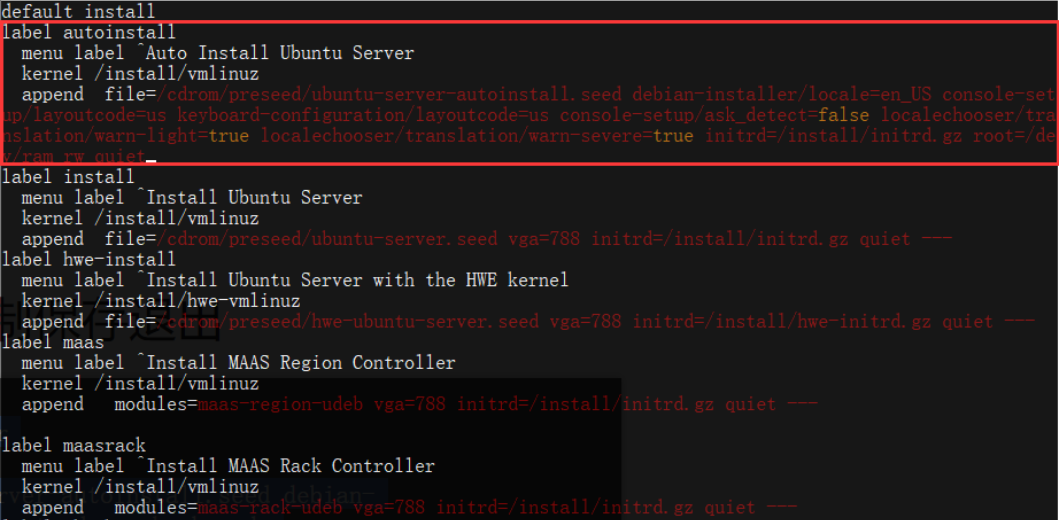 default install
label autoinstall
menu label ^Auto Install Ubuntu Server
kernel /install/vmlinuz
append file=/cdrom/preseed/ubuntu-server-autoinstall.seed debian-installer/locale=en_US console-set
up/layoutcode=us keyboard-configuration/layoutcode=us console-setup/ask_detect=false localechooser/tra
nslation/warn-light=true localechooser/translation/warn-severe=true initrd=/install/initrd.gz root=/de
v/ram rw quiet
label install
menu label ^Install Ubuntu Server
kernel /install/vmlinuz
append file=/cdrom/preseed/ubuntu-server.seed vga=788 initrd=/install/initrd.gz quiet ---
label hwe-install
menu label ^Install Ubuntu Server with the HWE kernel
kernel /install/hwe-vmlinuz
append file=/cdrom/preseed/hwe-ubuntu-server.seed vga=788 initrd=/install/hwe-initrd.gz quiet ---
label maas
menu label ^Install MAAS Region Controller
kernel /install/vmlinuz
append modules=maas-region-udeb vga=788 initrd=/install/initrd.gz quiet ---
label maasrack
menu label ^Install MAAS Rack Controller
kernel /install/vmlinuz
append modules=maas-rack-udeb vga=788 initrd=/install/initrd.gz quiet ---